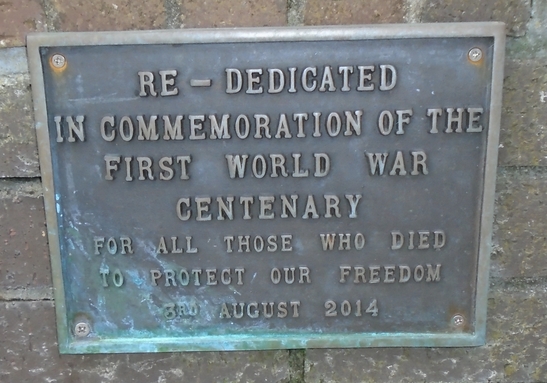 RE – DEDICATED
IN COMMEMORATION OF THE
FIRST WORLD WAR
CENTENARY
FOR ALL THOSE WHO DIED
TO PROTECT OUR FREEDOM
3RD AUGUST 2014